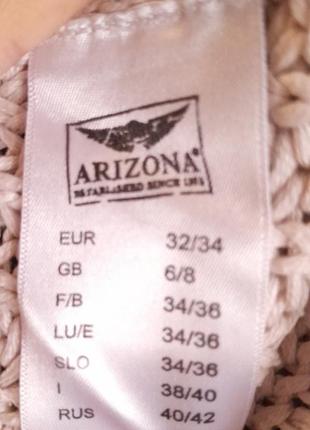 ARIZONA®
ESTABLISHED SINCE
EUR 32/34
GB 6/8
F/B 34/36
LU/E 34/36
SLO 34/36
I 38/40
RUS 40/42